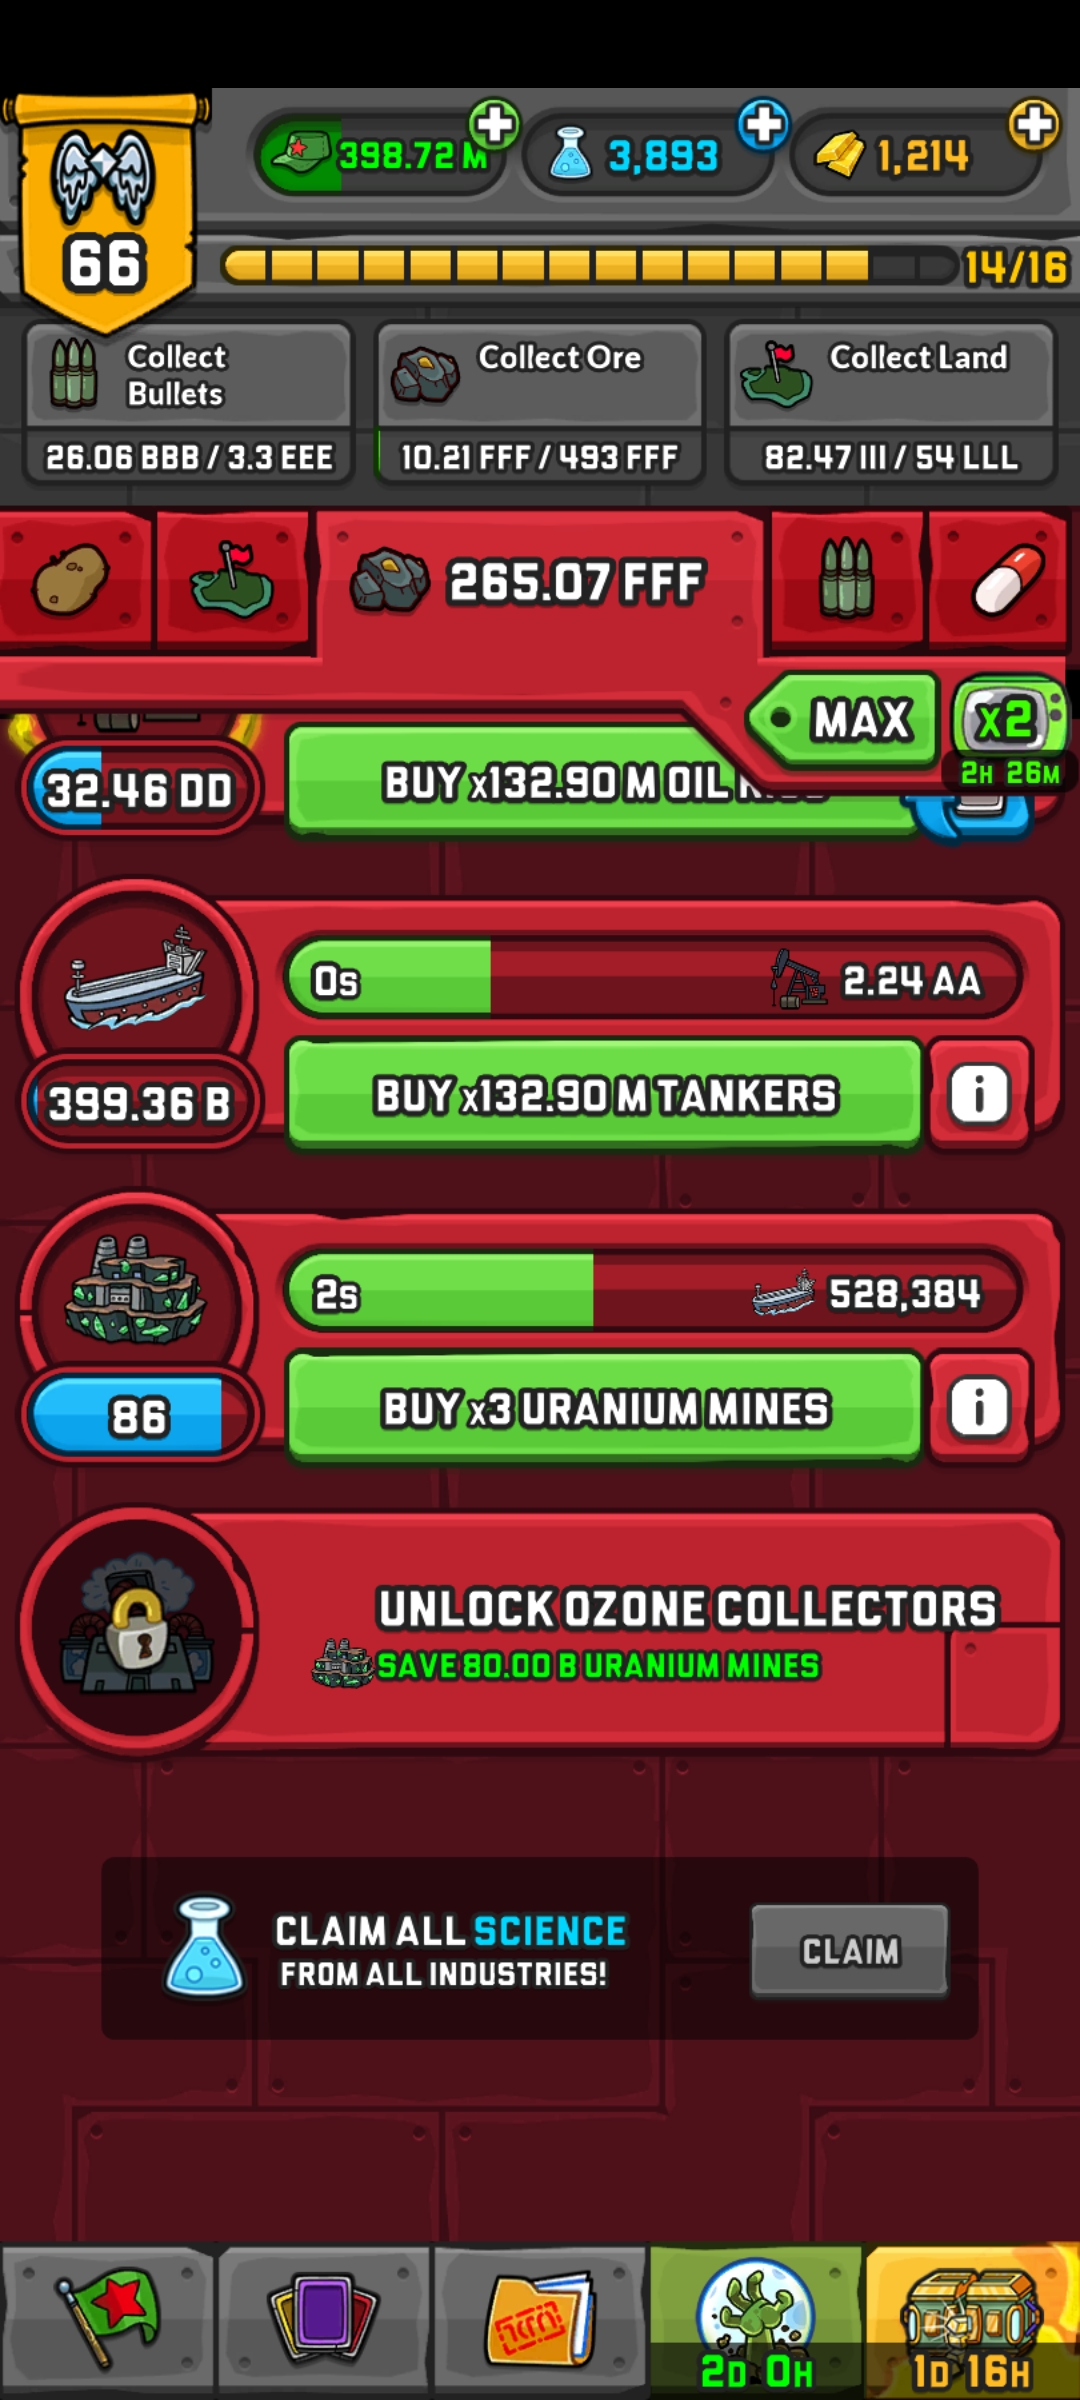 398.72 M
3,893
1,214
66
14/16
Collect
Bullets
Collect Ore
Collect Land
26.06 BBB / 3.3 EEE
10.21 FFF / 493 FFF
82.47 III / 54 LLL
265.07 FFF
MAX
x2
2H 26M
32.46 DD
BUY x132.90 M OIL
0s
2.24 AA
399.36 B
BUY x132.90 M TANKERS
i
2s
528,384
86
BUY x3 URANIUM MINES
i
UNLOCK OZONE COLLECTORS
SAVE 80.00 B URANIUM MINES
CLAIM ALL SCIENCE
FROM ALL INDUSTRIES!
CLAIM
2D 0H
1D 16H